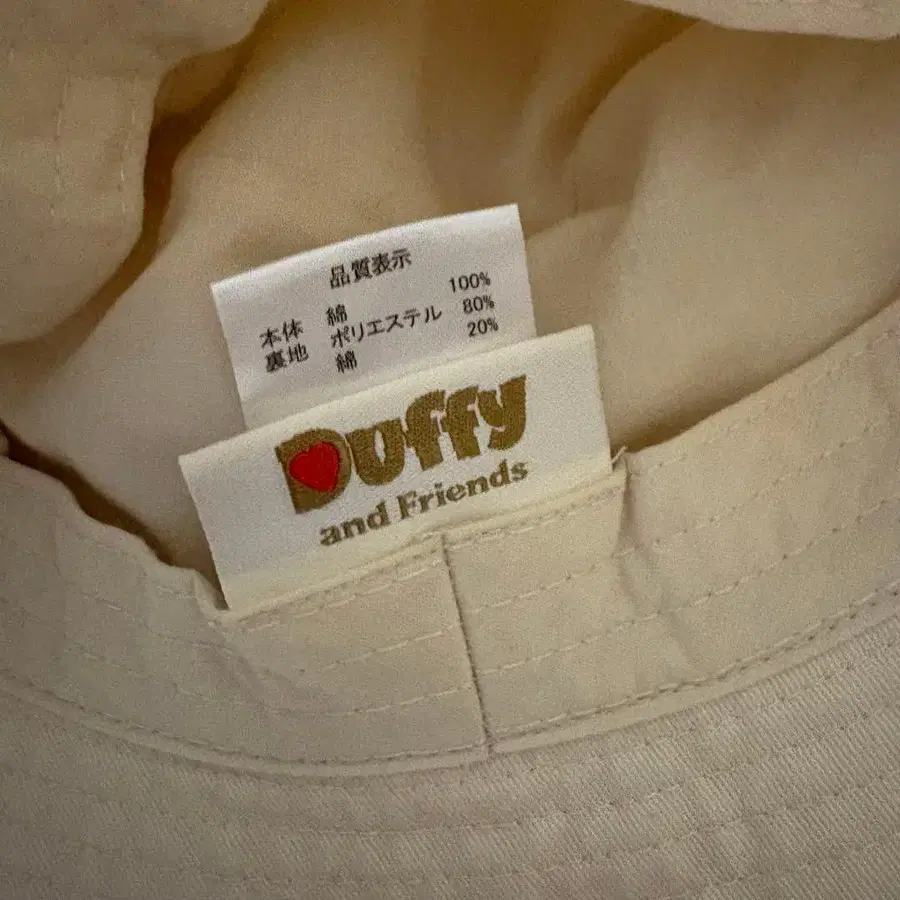 品質表示
本体 綿 100%
裏地 ポリエステル 80%
綿 20%
Duffy
and Friends